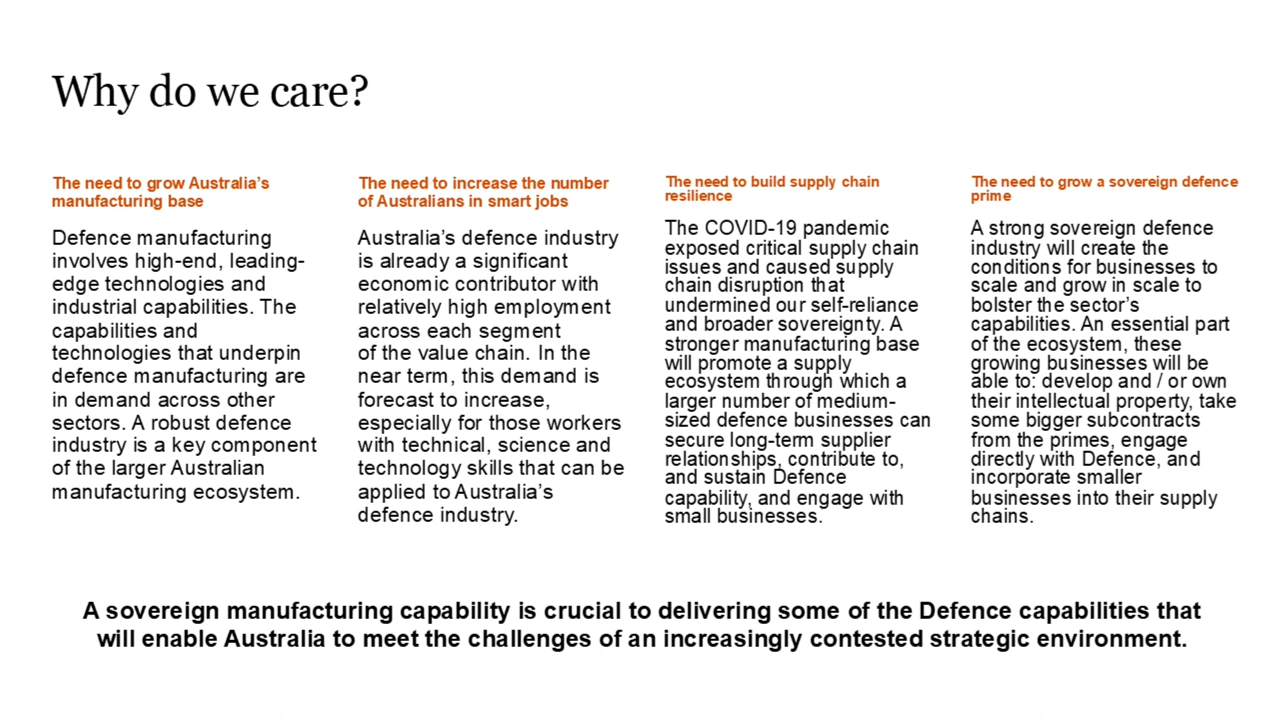 Why do we care?
The need to grow Australia's
manufacturing base
Defence manufacturing
involves high-end, leading-
edge technologies and
industrial capabilities. The
capabilities and
technologies that underpin
defence manufacturing are
in demand across other
sectors. A robust defence
industry is a key component
of the larger Australian
manufacturing ecosystem.
The need to increase the number
of Australians in smart jobs
Australia's defence industry
is already a significant
economic contributor with
relatively high employment
across each segment
of the value chain. In the
near term, this demand is
forecast to increase,
especially for those workers
with technical, science and
technology skills that can be
applied to Australia's
defence industry.
The need to build supply chain
resilience
The COVID-19 pandemic
exposed critical supply chain
issues and caused supply
chain disruption that
undermined our self-reliance
and broader sovereignty. A
stronger manufacturing base
will promote a supply
ecosystem through which a
larger number of medium-
sized defence businesses can
secure long-term supplier
relationships, contribute to,
and sustain Defence
capability, and engage with
small businesses.
The need to grow a sovereign defence
prime
A strong sovereign defence
industry will create the
conditions for businesses to
scale and grow in scale to
bolster the sector's
capabilities. An essential part
of the ecosystem, these
growing businesses will be
able to: develop and / or own
their intellectual property, take
some bigger subcontracts
from the primes, engage
directly with Defence, and
incorporate smaller
businesses into their supply
chains.
A sovereign manufacturing capability is crucial to delivering some of the Defence capabilities that
will enable Australia to meet the challenges of an increasingly contested strategic environment.